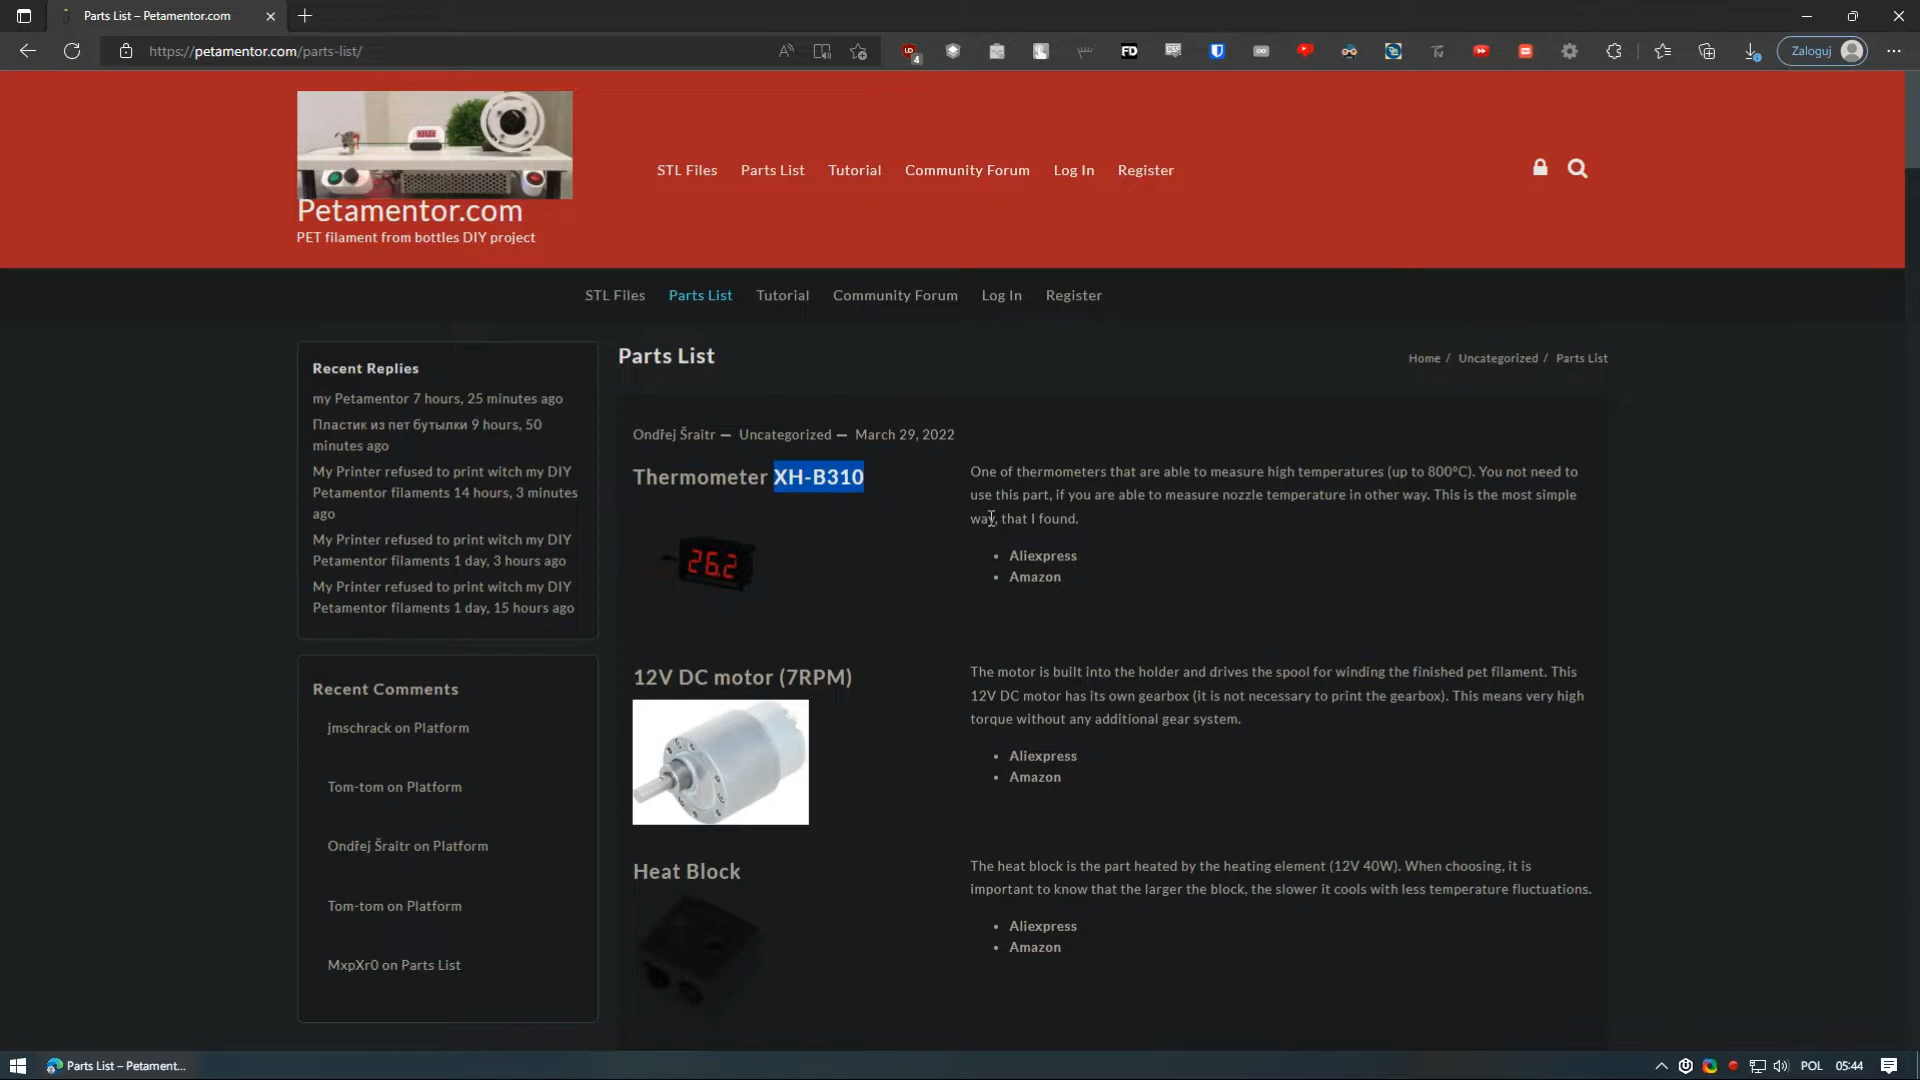 Parts List – Petamentor.com
https://petamentor.com/parts-list/
4
FD
Zaloguj
STL Files Parts List Tutorial Community Forum Log In Register
Petamentor.com
PET filament from bottles DIY project
STL Files Parts List Tutorial Community Forum Log In Register
Recent Replies
my Petamentor 7 hours, 25 minutes ago
Пластик из пет бутылки 9 hours, 50
minutes ago
My Printer refused to print witch my DIY
Petamentor filaments 14 hours, 3 minutes
ago
My Printer refused to print witch my DIY
Petamentor filaments 1 day, 3 hours ago
My Printer refused to print witch my DIY
Petamentor filaments 1 day, 15 hours ago
Recent Comments
jmschrack on Platform
Tom-tom on Platform
Ondřej Šraitr on Platform
Tom-tom on Platform
MxpXr0 on Parts List
Parts List
Home / Uncategorized / Parts List
Ondřej Šraitr — Uncategorized — March 29, 2022
Thermometer XH-B310
26.2
One of thermometers that are able to measure high temperatures (up to 800°C). You not need to
use this part, if you are able to measure nozzle temperature in other way. This is the most simple
way, that I found.
Aliexpress
Amazon
12V DC motor (7RPM)
The motor is built into the holder and drives the spool for winding the finished pet filament. This
12V DC motor has its own gearbox (it is not necessary to print the gearbox). This means very high
torque without any additional gear system.
Aliexpress
Amazon
Heat Block
The heat block is the part heated by the heating element (12V 40W). When choosing, it is
important to know that the larger the block, the slower it cools with less temperature fluctuations.
Aliexpress
Amazon
Parts List – Petament...
POL 05:44